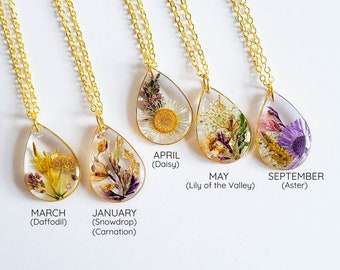 MARCH
(Daffodil)
JANUARY
(Snowdrop)
(Carnation)
APRIL
(Daisy)
MAY
(Lily of the Valley)
SEPTEMBER
(Aster)